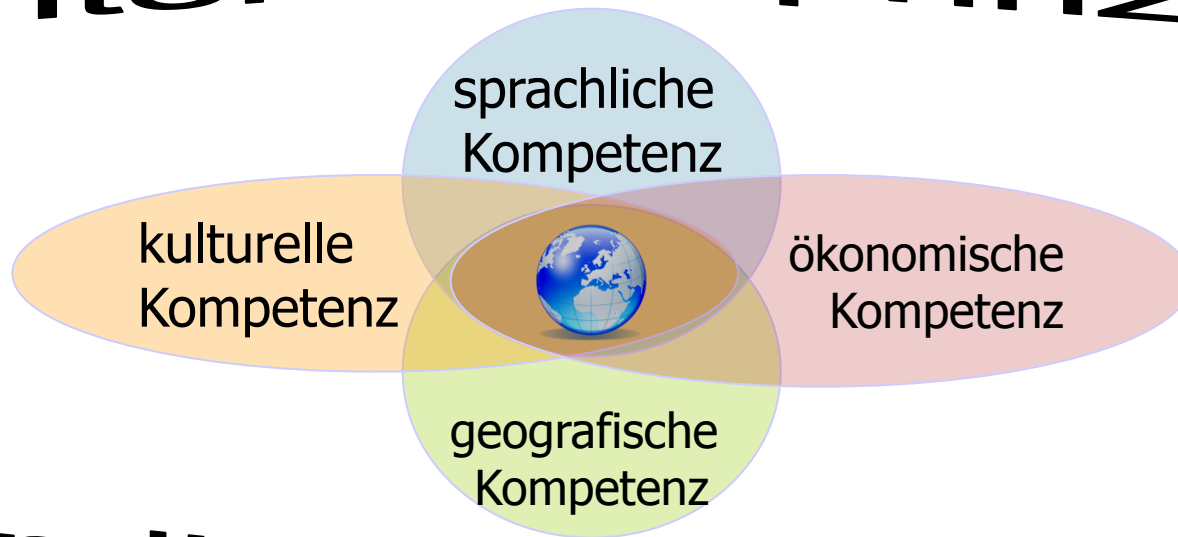 sprachliche
Kompetenz
kulturelle
Kompetenz
ökonomische
Kompetenz
geografische
Kompetenz